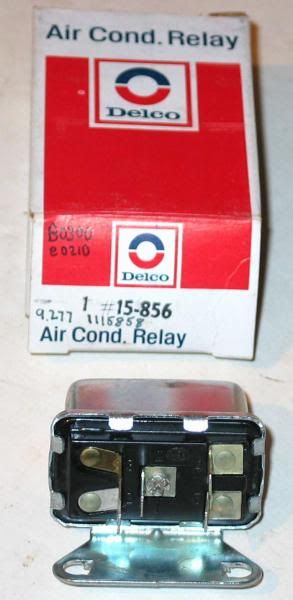 Air Cond. Relay
Delco
B0300
e0210
Delco
1 #15-856
9.277 1115858
Air Cond. Relay